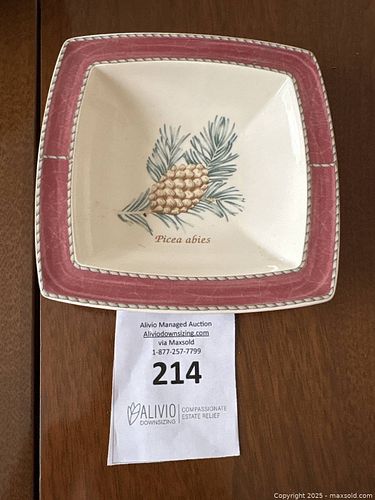 Picea abies
Alivio Managed Auction
Aliviodownsizing.com
via Maxsold
1-877-257-7799
214
ALIVIO
DOWNSIZING
COMPASSIONATE
ESTATE RELIEF
Copyright © 2025 - maxsold.com